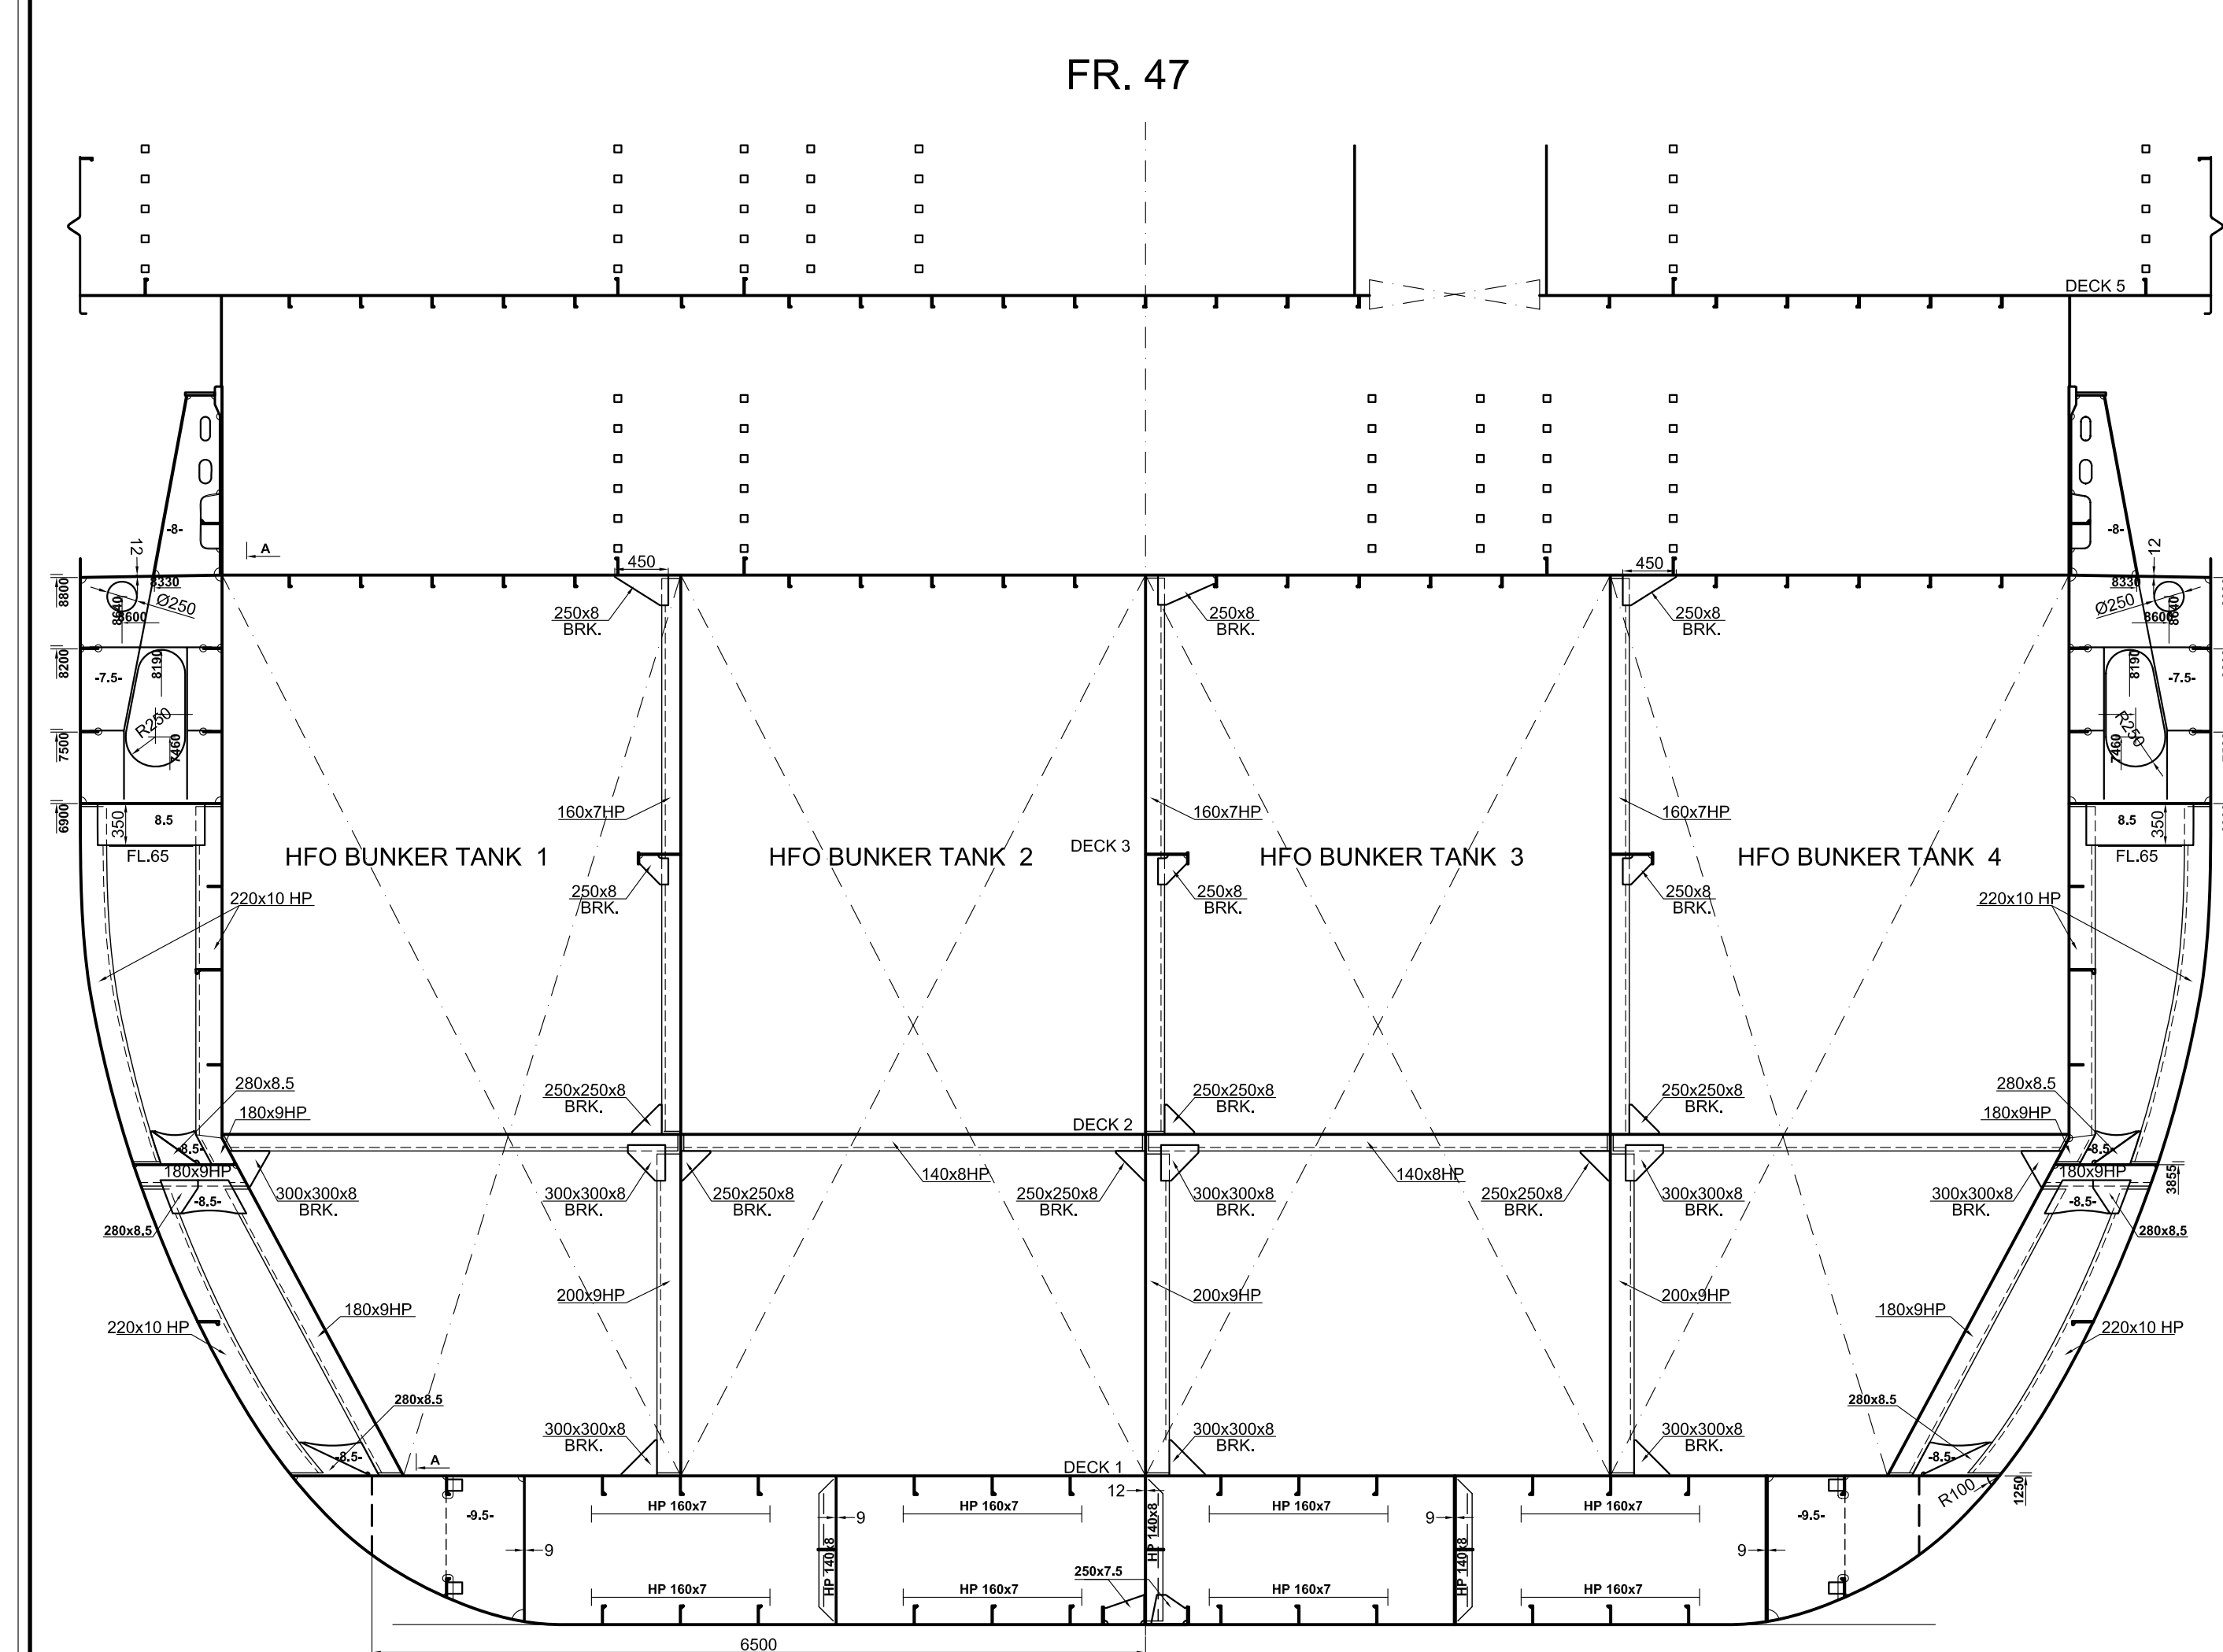 FR. 47
DECK 5
-8-
-8-
A
12
12
450
450
8800
8330
8640
8600
Ø250
250x8
BRK.
250x8
BRK.
250x8
BRK.
8330
Ø250
8600
8640
8200
-7.5-
8190
8190
-7.5-
R250
7460
R250
7460
7500
6900
350
8.5
FL.65
160x7HP
160x7HP
160x7HP
8.5
350
FL.65
HFO BUNKER TANK 1
HFO BUNKER TANK 2
DECK 3
HFO BUNKER TANK 3
HFO BUNKER TANK 4
220x10 HP
250x8
BRK.
250x8
BRK.
250x8
BRK.
220x10 HP
280x8.5
250x250x8
BRK.
250x250x8
BRK.
250x250x8
BRK.
280x8.5
180x9HP
DECK 2
180x9HP
-8.5-
-8.5-
180x9HP
140x8HP
140x8HP
180x9HP
3855
-8.5-
300x300x8
BRK.
300x300x8
BRK.
250x250x8
BRK.
250x250x8
BRK.
300x300x8
BRK.
250x250x8
BRK.
300x300x8
BRK.
300x300x8
BRK.
-8.5-
280x8.5
280x8.5
200x9HP
200x9HP
200x9HP
180x9HP
180x9HP
220x10 HP
220x10 HP
280x8.5
280x8.5
300x300x8
BRK.
300x300x8
BRK.
300x300x8
BRK.
-8.5-
A
DECK 1
-8.5-
R100
1250
12
-9.5-
HP 160x7
HP 160x7
HP 160x7
HP 160x7
-9.5-
9
9
HP 140x8
9
HP 140x8
HP 140x8
9
250x7.5
HP 160x7
HP 160x7
HP 160x7
HP 160x7
6500